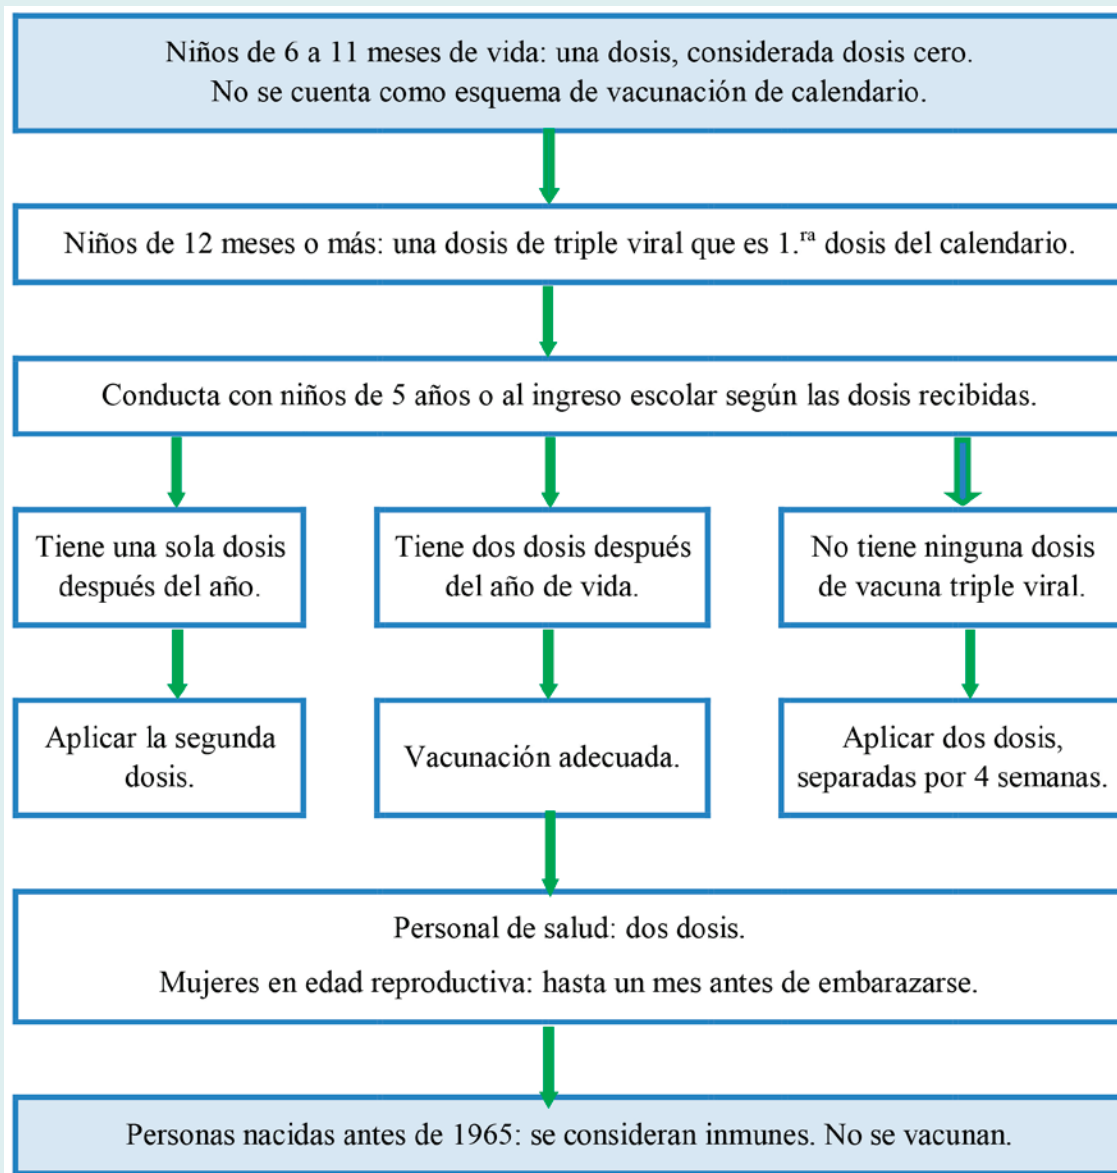 Niños de 6 a 11 meses de vida: una dosis, considerada dosis cero.
No se cuenta como esquema de vacunación de calendario.
Niños de 12 meses o más: una dosis de triple viral que es 1.ra dosis del calendario.
Conducta con niños de 5 años o al ingreso escolar según las dosis recibidas.
Tiene una sola dosis
después del año.
Tiene dos dosis después
del año de vida.
No tiene ninguna dosis
de vacuna triple viral.
Aplicar la segunda
dosis.
Vacunación adecuada.
Aplicar dos dosis,
separadas por 4 semanas.
Personal de salud: dos dosis.
Mujeres en edad reproductiva: hasta un mes antes de embarazarse.
Personas nacidas antes de 1965: se consideran inmunes. No se vacunan.